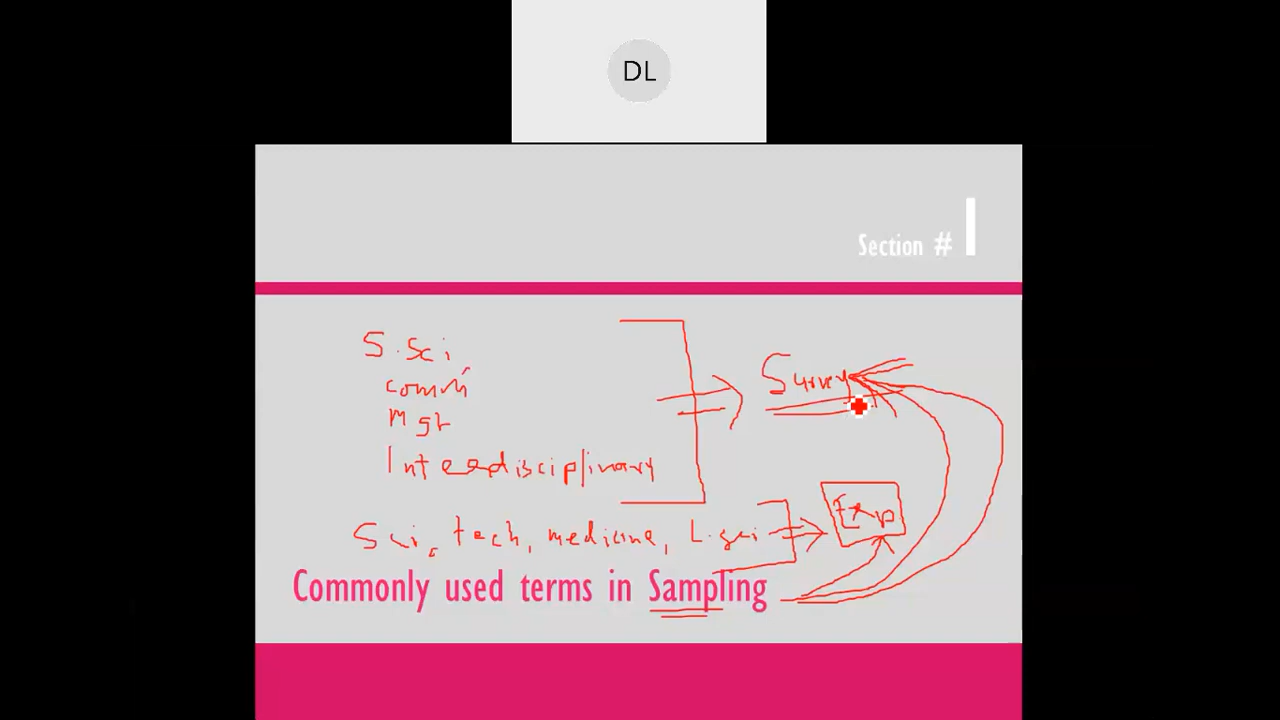 DL
Section # 1
S.Sci
comm
Mgt
Interdisciplinary
Survey
Sci, tech, medicine, L.sci
Exp
Commonly used terms in Sampling